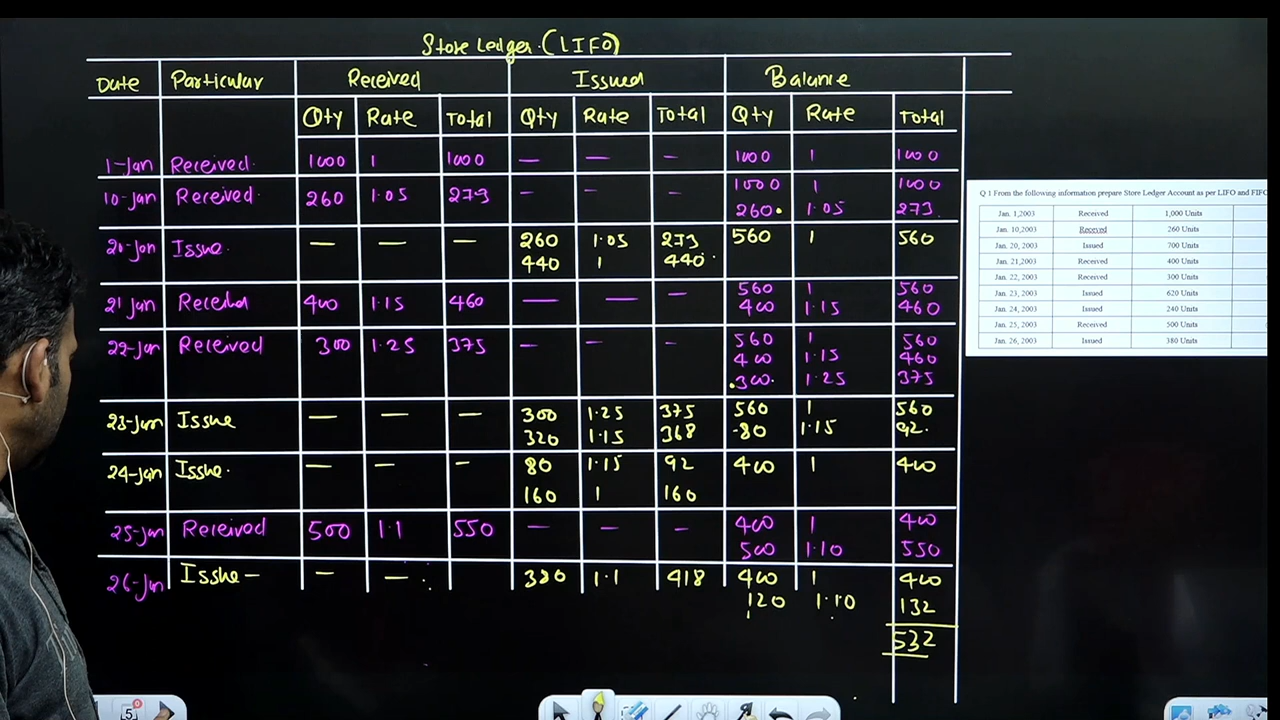 Store Ledger. (LIFO)
Date Particular Received Issued Balance
Qty Rate Total Qty Rate Total Qty Rate Total
1-Jan Received. 1000 1 1000 — — — 1000 1 1000
10-Jan Received. 260 1.05 273 - - - 1000 1 1000
260. 1.05 273.
20-Jan Issue. — — — 260 1.05 273 560 1 560
440 1 440.
21 Jan Received 400 1.15 460 — — - 560 1 560
400 1.15 460
22-Jan Received 300 1.25 375 - - - 560 1 560
400 1.15 460
.300. 1.25 375
23-Jan Issue — — — 300 1.25 375 560 1 560
320 1.15 368 -80 1.15 92.
24-Jan Issue. — — - 80 1.15 92 400 1 400
160 1 160
25-Jan Received 500 1.1 550 — — - 400 1 400
500 1.10 550
26-Jan Issue — — — 380 1.1 418 400 1 400
120 1.10 132
532
Q 1 From the following information prepare Store Ledger Account as per LIFO and FIFO
Jan. 1,2003 Received 1,000 Units
Jan. 10,2003 Receved 260 Units
Jan. 20, 2003 Issued 700 Units
Jan. 21,2003 Received 400 Units
Jan. 22, 2003 Received 300 Units
Jan. 23, 2003 Issued 620 Units
Jan. 24, 2003 Issued 240 Units
Jan. 25, 2003 Received 500 Units
Jan. 26, 2003 Issued 380 Units
5